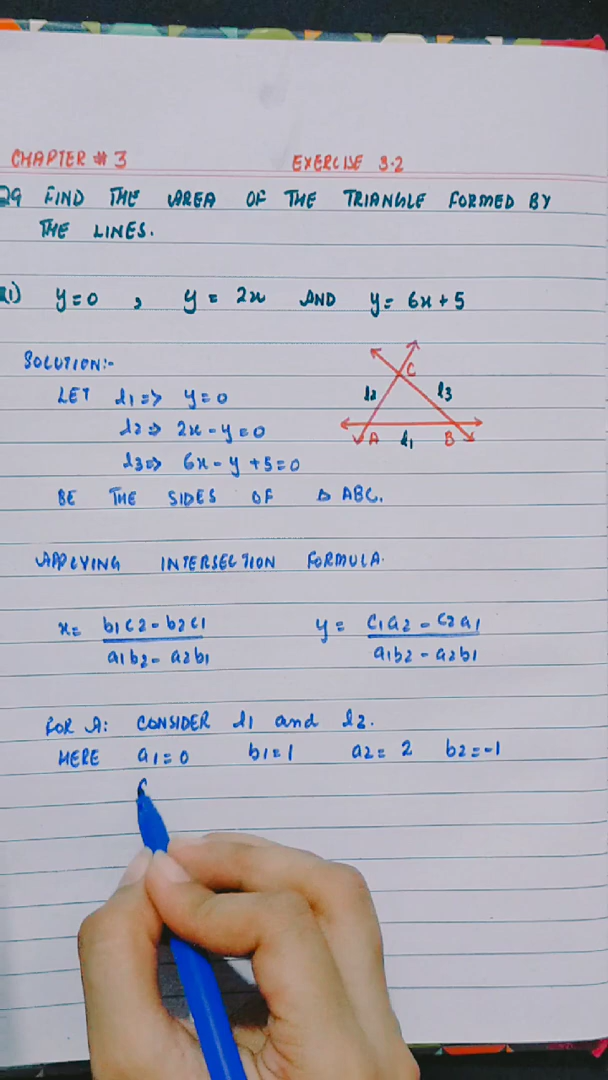 CHAPTER # 3 EXERCISE 3.2
Q9 FIND THE AREA OF THE TRIANGLE FORMED BY
THE LINES.
i) y=0 , y = 2x AND y= 6x+5
SOLUTION:-
LET l1=> y=0
l2=> 2x-y=0
l3=> 6x-y+5=0
BE THE SIDES OF △ ABC.
C
l2 l3
A l1 B
APPLYING INTERSECTION FORMULA.
x= b1c2-b2c1 / a1b2-a2b1 y= c1a2-c2a1 / a1b2-a2b1
FOR A: CONSIDER l1 and l2.
HERE a1=0 b1=1 a2=2 b2=-1